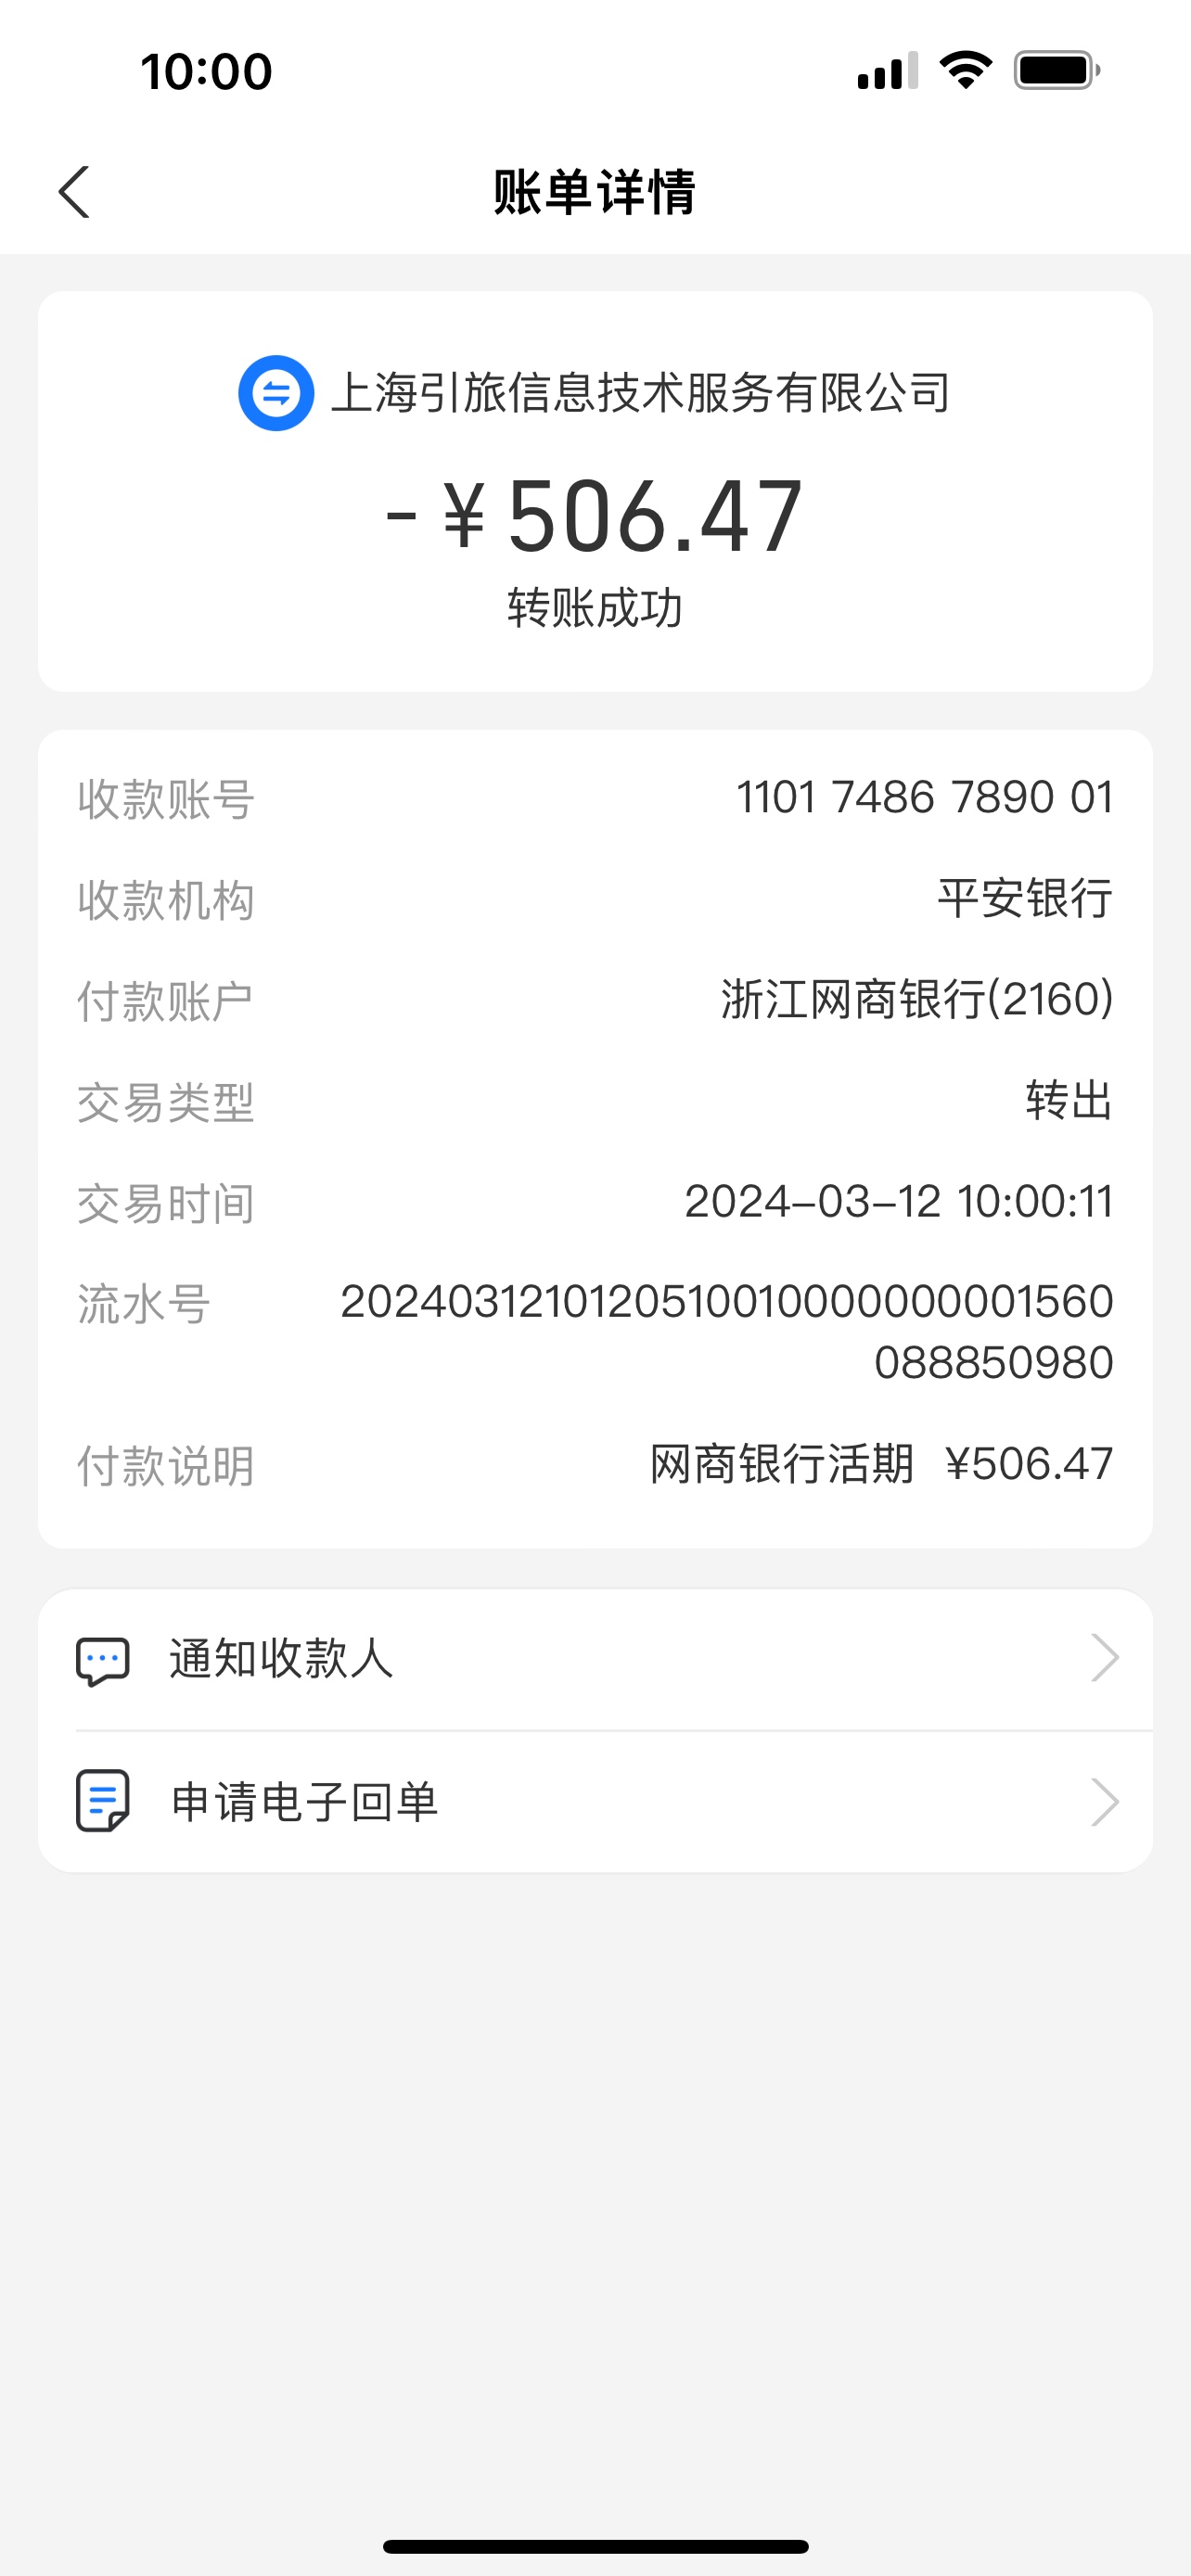 10:00
账单详情
上海引旅信息技术服务有限公司
-¥506.47
转账成功
收款账号 1101 7486 7890 01
收款机构 平安银行
付款账户 浙江网商银行(2160)
交易类型 转出
交易时间 2024-03-12 10:00:11
流水号 20240312101205100100000000001560
088850980
付款说明 网商银行活期 ¥506.47
通知收款人
申请电子回单